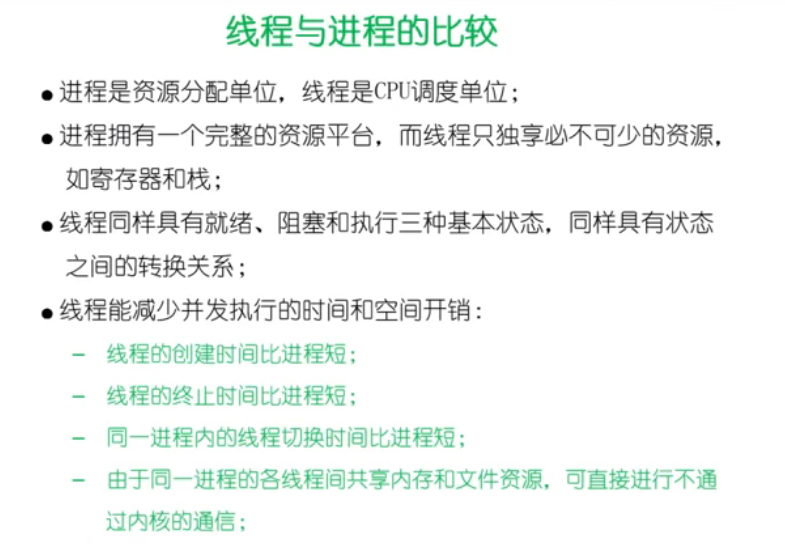 线程与进程的比较
● 进程是资源分配单位，线程是CPU调度单位；
● 进程拥有一个完整的资源平台，而线程只独享必不可少的资源，
如寄存器和栈；
● 线程同样具有就绪、阻塞和执行三种基本状态，同样具有状态
之间的转换关系；
● 线程能减少并发执行的时间和空间开销：
– 线程的创建时间比进程短；
– 线程的终止时间比进程短；
– 同一进程内的线程切换时间比进程短；
– 由于同一进程的各线程间共享内存和文件资源，可直接进行不通
过内核的通信；